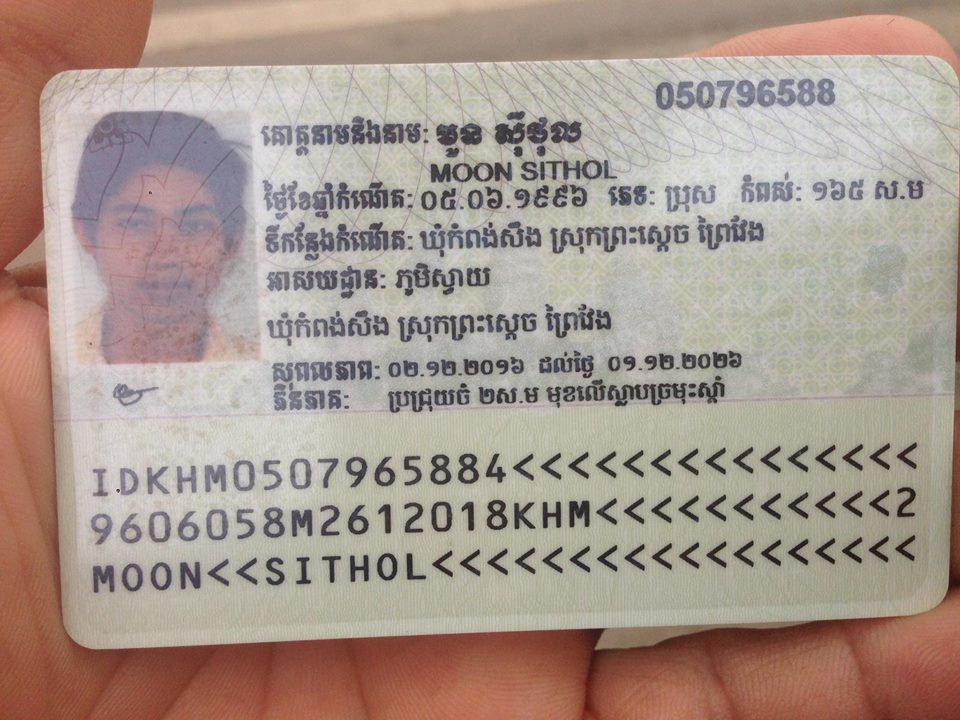 050796588
គោត្តនាមនិងនាម: មូន ស៊ីថុល
MOON SITHOL
ថ្ងៃខែឆ្នាំកំណើត: ០៥.០៦.១៩៩៦ ភេទ: ប្រុស កំពស់: ១៦៥ ស.ម
ទីកន្លែងកំណើត: ឃុំកំពង់សឹង ស្រុកព្រះស្តេច ព្រៃវែង
អាសយដ្ឋាន: ភូមិស្វាយ
ឃុំកំពង់សឹង ស្រុកព្រះស្តេច ព្រៃវែង
សុពលភាព: ០២.១២.២០១៦ ដល់ថ្ងៃ ០១.១២.២០២៦
ភិនភាគ: ប្រជ្រុយចំ ២ស.ម មុខលើស្លាបច្រមុះស្តាំ
IDKHM0507965884<<<<<<<<<<<<<<<
9606058M2612018KHM<<<<<<<<<<<2
MOON<<SITHOL<<<<<<<<<<<<<<<<<<